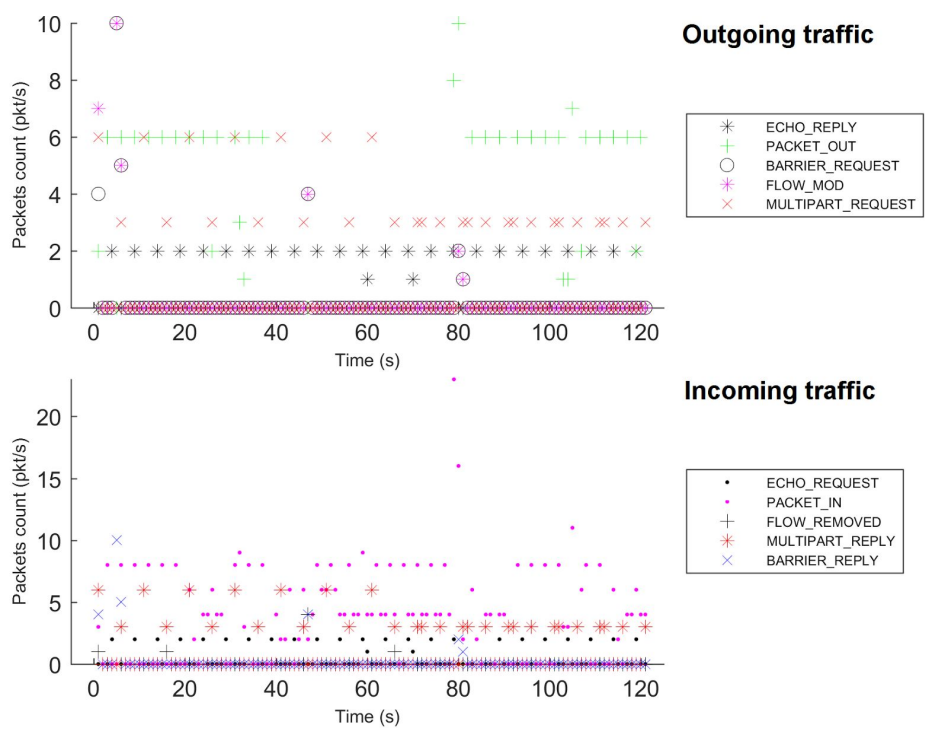 Outgoing traffic
Packets count (pkt/s)
10
8
6
4
2
0
0 20 40 60 80 100 120
Time (s)
ECHO_REPLY
PACKET_OUT
BARRIER_REQUEST
FLOW_MOD
MULTIPART_REQUEST
Incoming traffic
Packets count (pkt/s)
20
15
10
5
0
0 20 40 60 80 100 120
Time (s)
ECHO_REQUEST
PACKET_IN
FLOW_REMOVED
MULTIPART_REPLY
BARRIER_REPLY